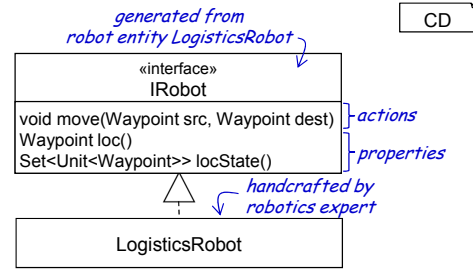 generated from
robot entity LogisticsRobot
CD
«interface»
IRobot
void move(Waypoint src, Waypoint dest)
actions
Waypoint loc()
Set<Unit<Waypoint>> locState()
properties
handcrafted by
robotics expert
LogisticsRobot